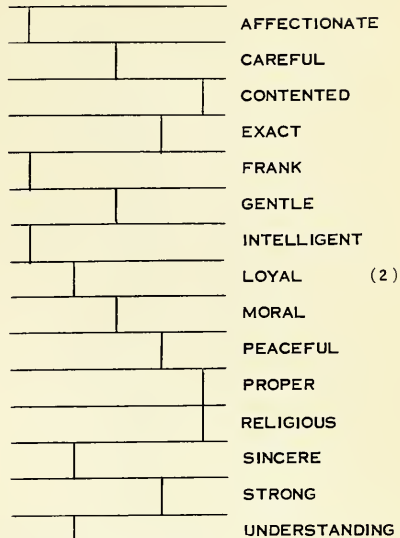 AFFECTIONATE
CAREFUL
CONTENTED
EXACT
FRANK
GENTLE
INTELLIGENT
LOYAL (2)
MORAL
PEACEFUL
PROPER
RELIGIOUS
SINCERE
STRONG
UNDERSTANDING